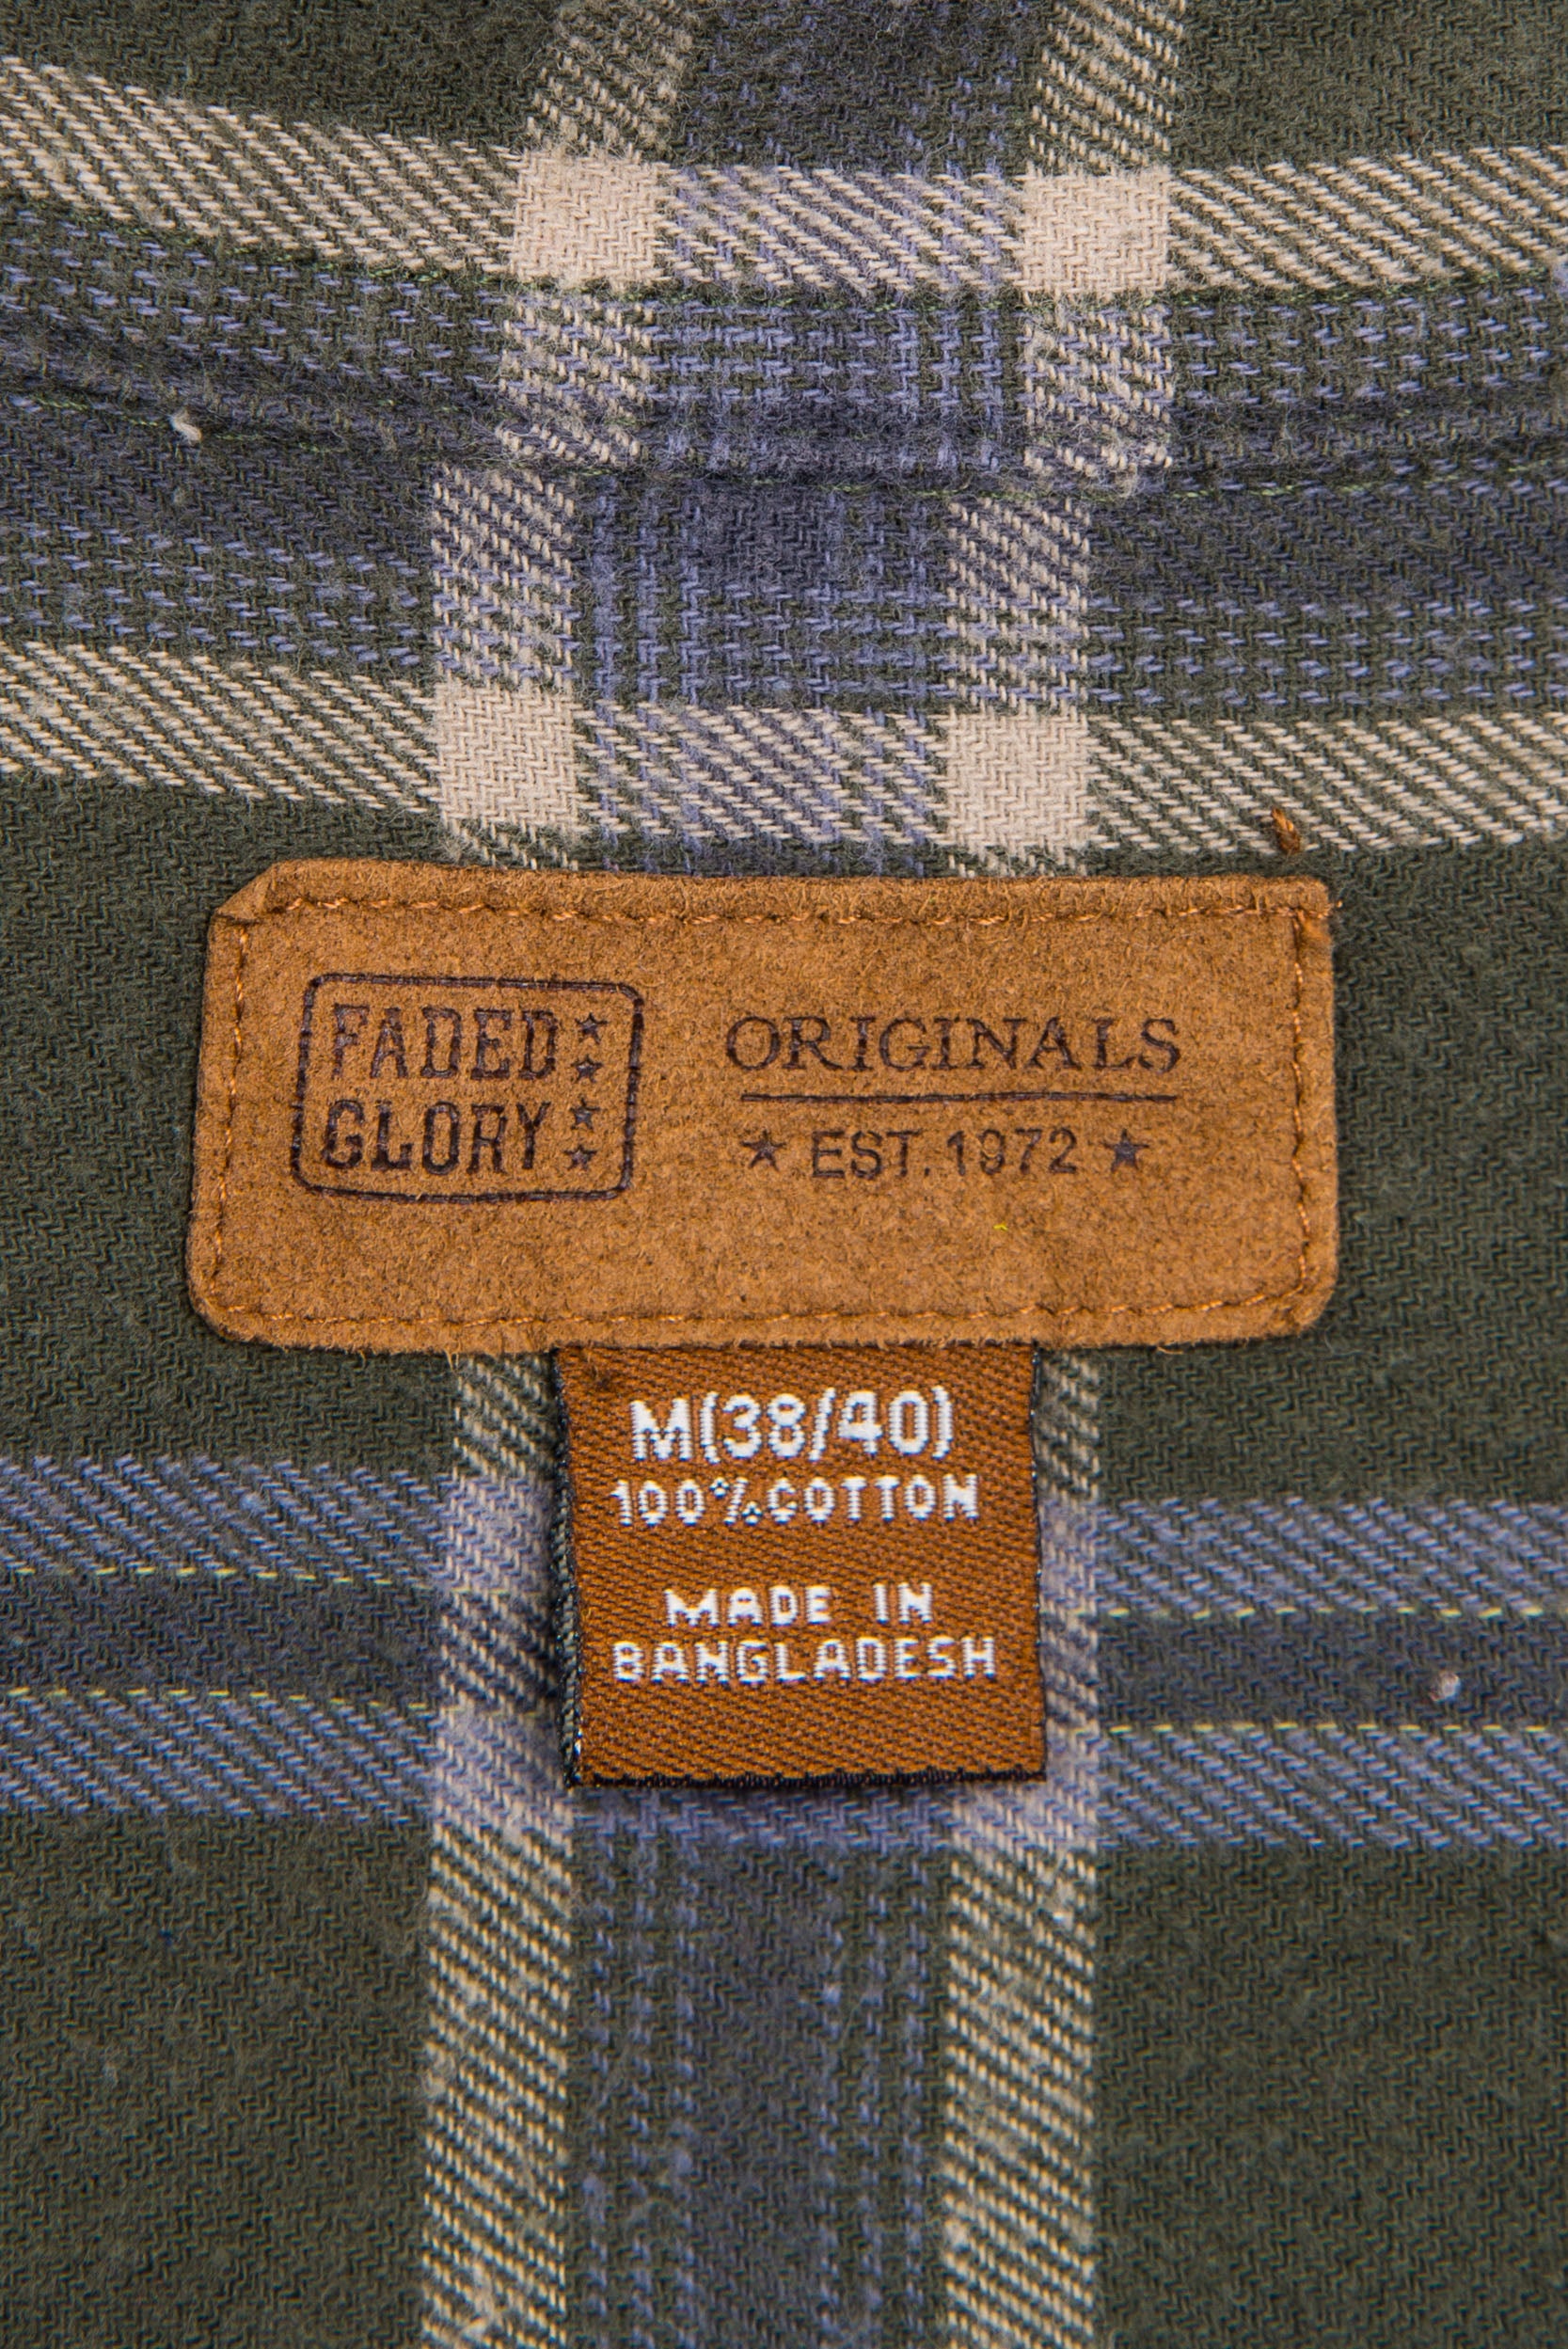 FADED
GLORY
ORIGINALS
★ EST. 1972 ★
M(38/40)
100% COTTON
MADE IN
BANGLADESH